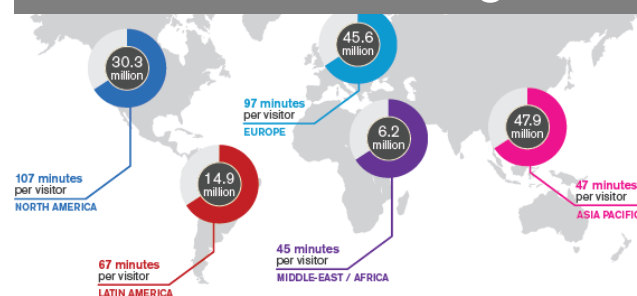 30.3
million
107 minutes
per visitor
NORTH AMERICA
45.6
million
97 minutes
per visitor
EUROPE
14.9
million
67 minutes
per visitor
LATIN AMERICA
6.2
million
45 minutes
per visitor
MIDDLE-EAST / AFRICA
47.9
million
47 minutes
per visitor
ASIA PACIFIC